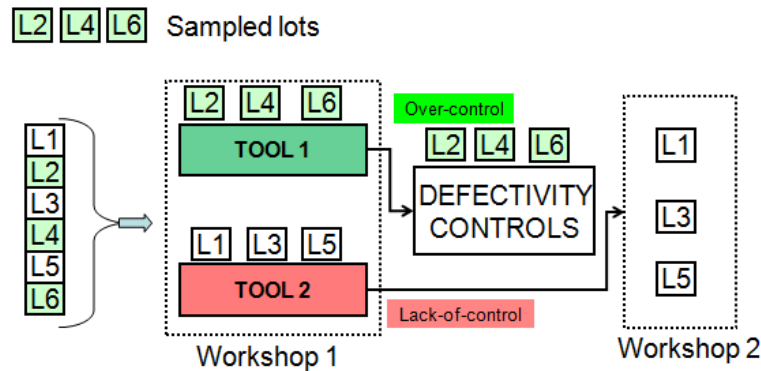 L2 L4 L6 Sampled lots
L1
L2
L3
L4
L5
L6
L2 L4 L6
TOOL 1
L1 L3 L5
TOOL 2
Workshop 1
Over-control
L2 L4 L6
DEFECTIVITY
CONTROLS
Lack-of-control
L1
L3
L5
Workshop 2